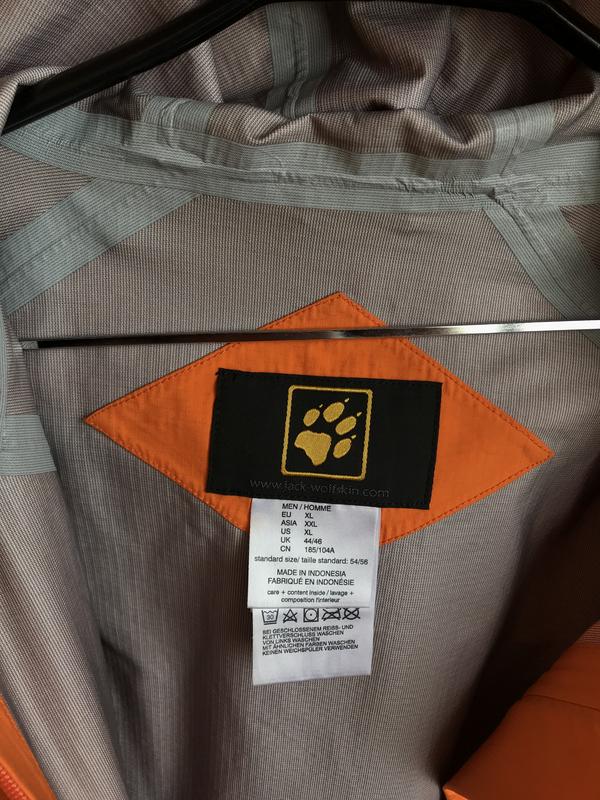 www.jack-wolfskin.com
MEN / HOMME
EU XL
ASIA XXL
US XL
UK 44/46
CN 185/104A
standard size/ taille standard: 54/56
MADE IN INDONESIA
FABRIQUÉ EN INDONÉSIE
care + content inside / lavage +
composition l'interieur
30
BEI GESCHLOSSENEM REISS- UND
KLETTVERSCHLUSS WASCHEN
VON LINKS WASCHEN
MIT ÄHNLICHEN FARBEN WASCHEN
KEINEN WEICHSPÜLER VERWENDEN